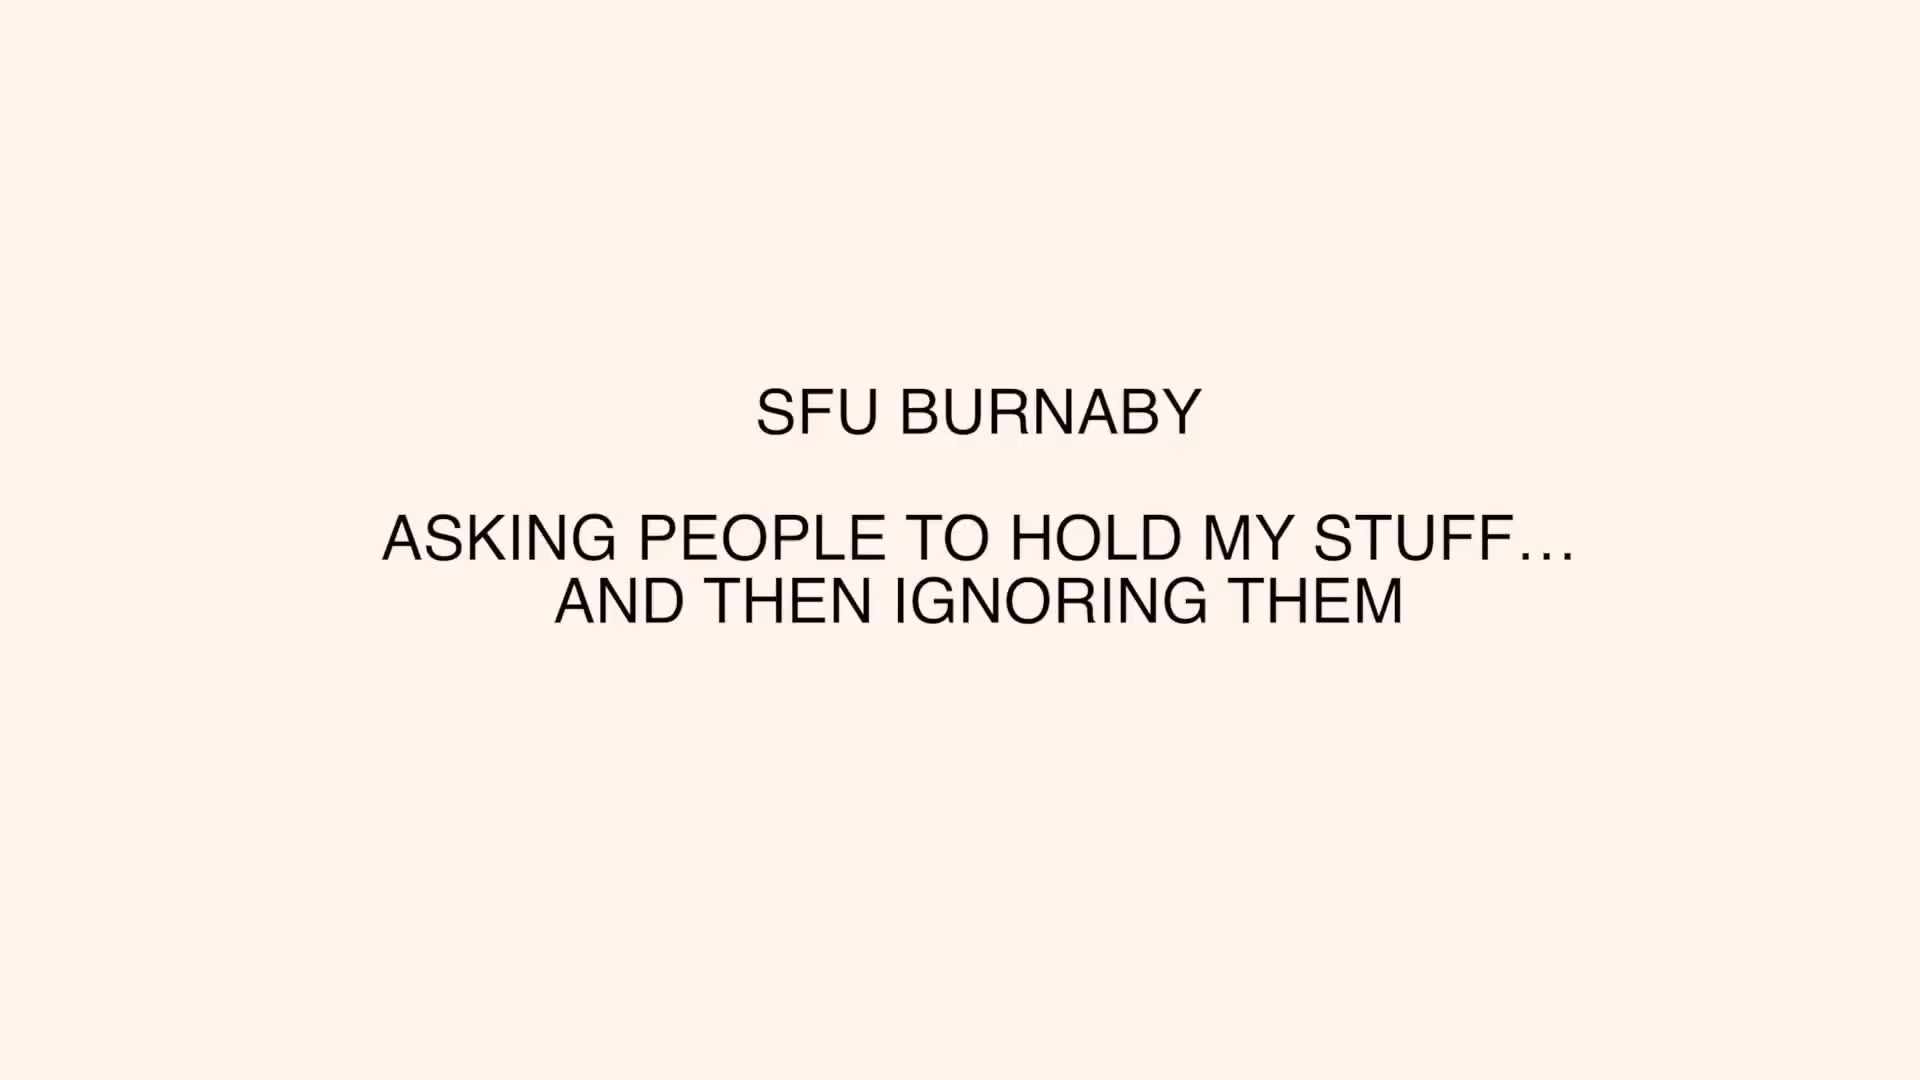 SFU BURNABY
ASKING PEOPLE TO HOLD MY STUFF…
AND THEN IGNORING THEM